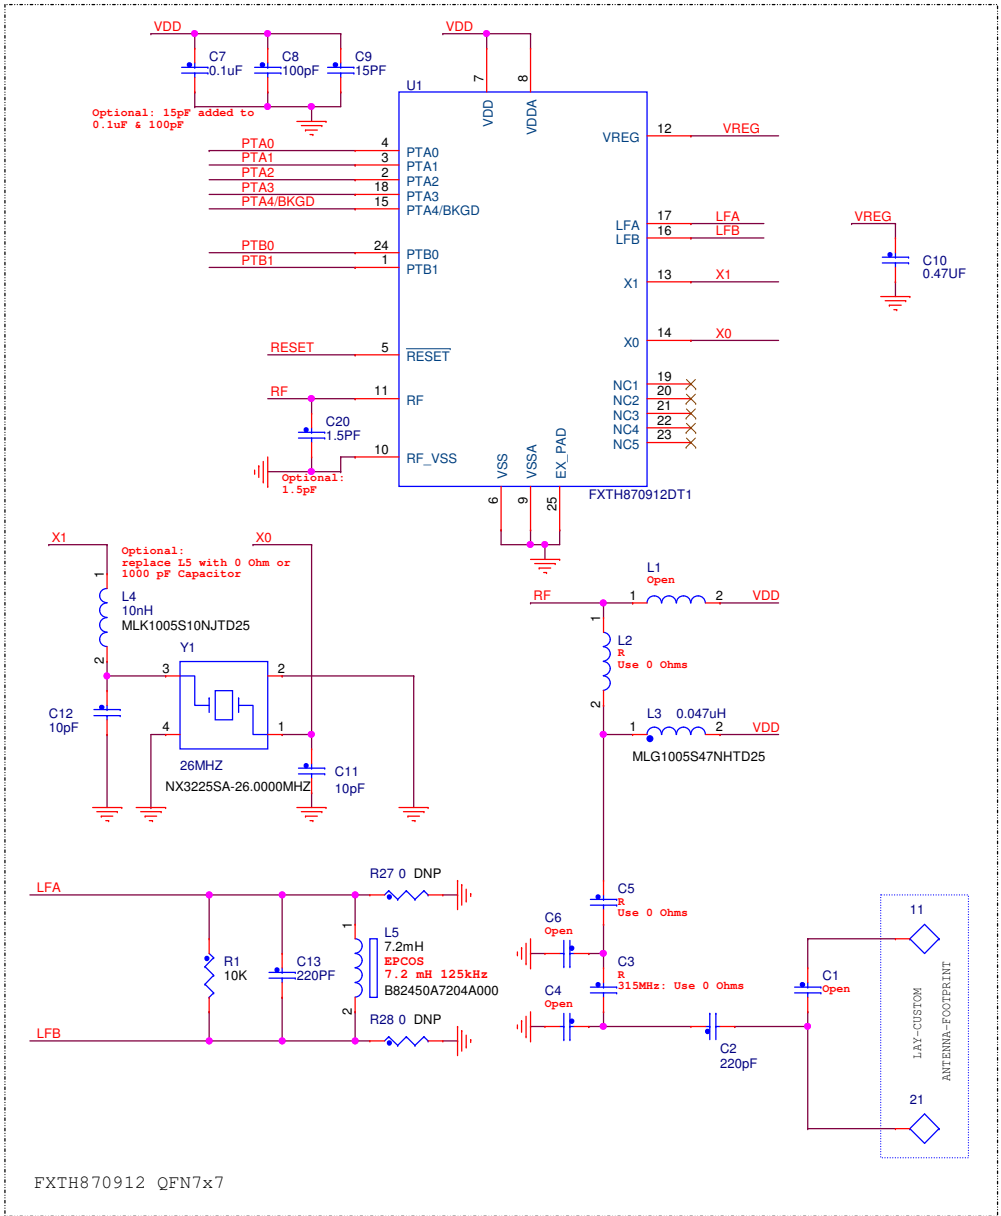 VDD
C7
0.1uF
C8
100pF
C9
15PF
Optional: 15pF added to
0.1uF & 100pF
VDD
7
8
U1
VDD
VDDA
PTA0
4
PTA0
PTA1
3
PTA1
PTA2
2
PTA2
PTA3
18
PTA3
PTA4/BKGD
15
PTA4/BKGD
PTB0
24
PTB0
PTB1
1
PTB1
RESET
5
RESET
RF
11
RF
C20
1.5PF
10
RF_VSS
Optional:
1.5pF
VREG
12
VREG
LFA
17
LFA
LFB
16
LFB
X1
13
X1
X0
14
X0
NC1
19
NC2
20
NC3
21
NC4
22
NC5
23
VSS
VSSA
EX_PAD
6
9
25
FXTH870912DT1
VREG
C10
0.47UF
X1
X0
Optional:
replace L5 with 0 Ohm or
1000 pF Capacitor
1
L4
10nH
MLK1005S10NJTD25
2
Y1
3
2
4
1
C12
10pF
26MHZ
NX3225SA-26.0000MHZ
C11
10pF
RF
L1
Open
1
2
VDD
1
L2
R
Use 0 Ohms
2
L3
0.047uH
1
2
VDD
MLG1005S47NHTD25
LFA
R27 0 DNP
R1
10K
C13
220PF
1
L5
7.2mH
EPCOS
7.2 mH 125kHz
B82450A7204A000
2
LFB
R28 0 DNP
C5
R
Use 0 Ohms
C6
Open
C3
R
315MHz: Use 0 Ohms
C4
Open
C2
220pF
C1
Open
11
21
LAY-CUSTOM
ANTENNA-FOOTPRINT
FXTH870912 QFN7x7